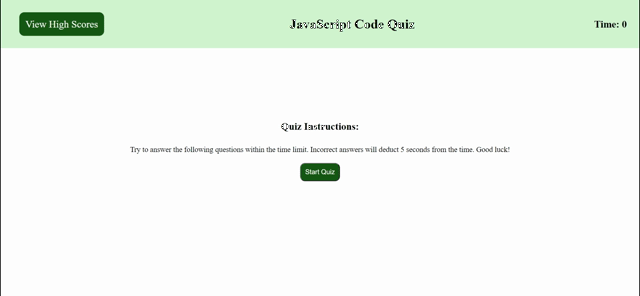 View High Scores
JavaScript Code Quiz
Time: 0
Quiz Instructions:
Try to answer the following questions within the time limit. Incorrect answers will deduct 5 seconds from the time. Good luck!
Start Quiz